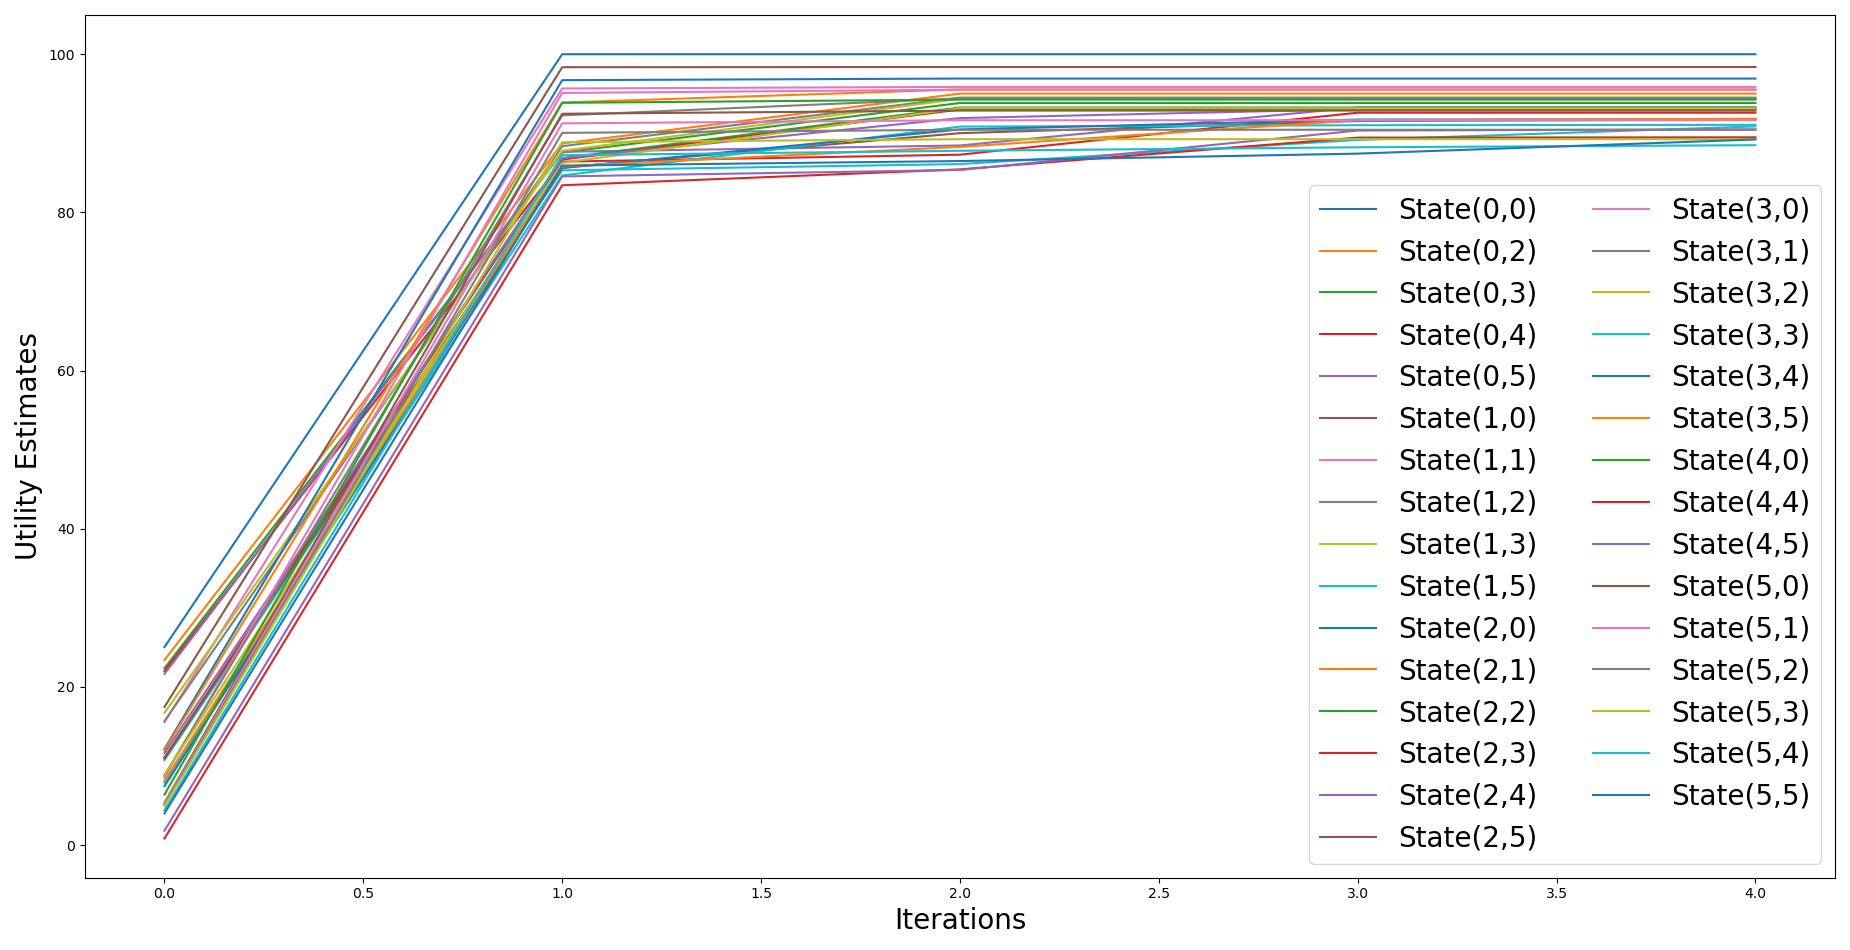 100
80
60
40
20
0
Utility Estimates
0.0 0.5 1.0 1.5 2.0 2.5 3.0 3.5 4.0
Iterations
State(0,0) State(3,0)
State(0,2) State(3,1)
State(0,3) State(3,2)
State(0,4) State(3,3)
State(0,5) State(3,4)
State(1,0) State(3,5)
State(1,1) State(4,0)
State(1,2) State(4,4)
State(1,3) State(4,5)
State(1,5) State(5,0)
State(2,0) State(5,1)
State(2,1) State(5,2)
State(2,2) State(5,3)
State(2,3) State(5,4)
State(2,4) State(5,5)
State(2,5)